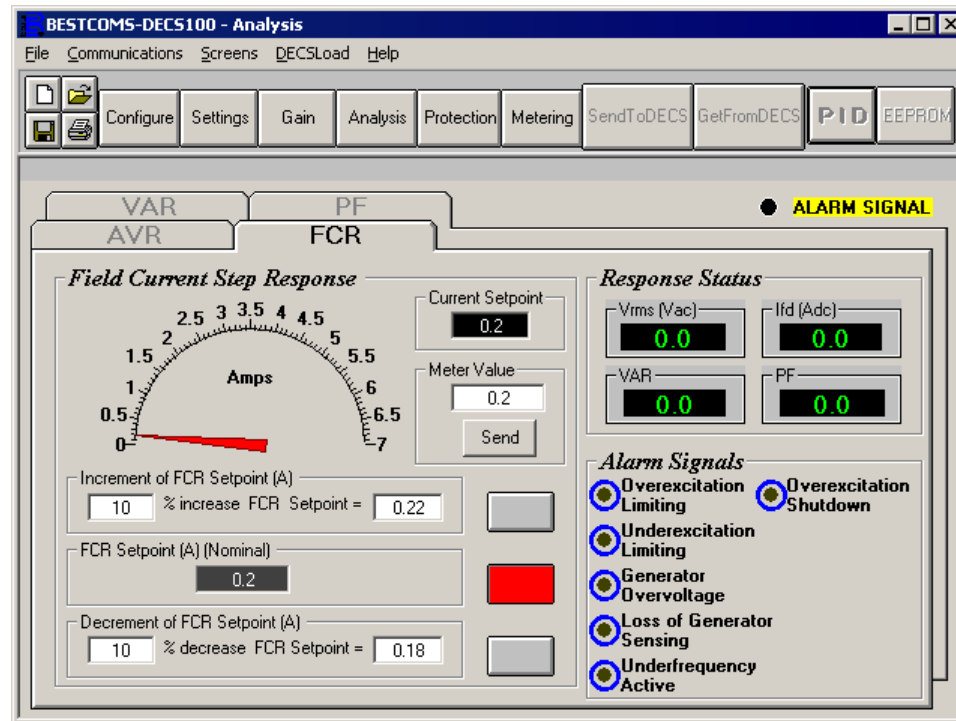 BESTCOMS-DECS100 - Analysis
File Communications Screens DECSLoad Help
Configure Settings Gain Analysis Protection Metering SendToDECS GetFromDECS PID EEPROM
VAR PF
ALARM SIGNAL
AVR FCR
Field Current Step Response
0 0.5 1 1.5 2 2.5 3 3.5 4 4.5 5 5.5 6 6.5 7
Amps
Current Setpoint
0.2
Meter Value
0.2
Send
Increment of FCR Setpoint (A)
10 % increase FCR Setpoint = 0.22
FCR Setpoint (A) (Nominal)
0.2
Decrement of FCR Setpoint (A)
10 % decrease FCR Setpoint = 0.18
Response Status
Vrms (Vac)
0.0
Ifd (Adc)
0.0
VAR
0.0
PF
0.0
Alarm Signals
Overexcitation
Limiting
Overexcitation
Shutdown
Underexcitation
Limiting
Generator
Overvoltage
Loss of Generator
Sensing
Underfrequency
Active